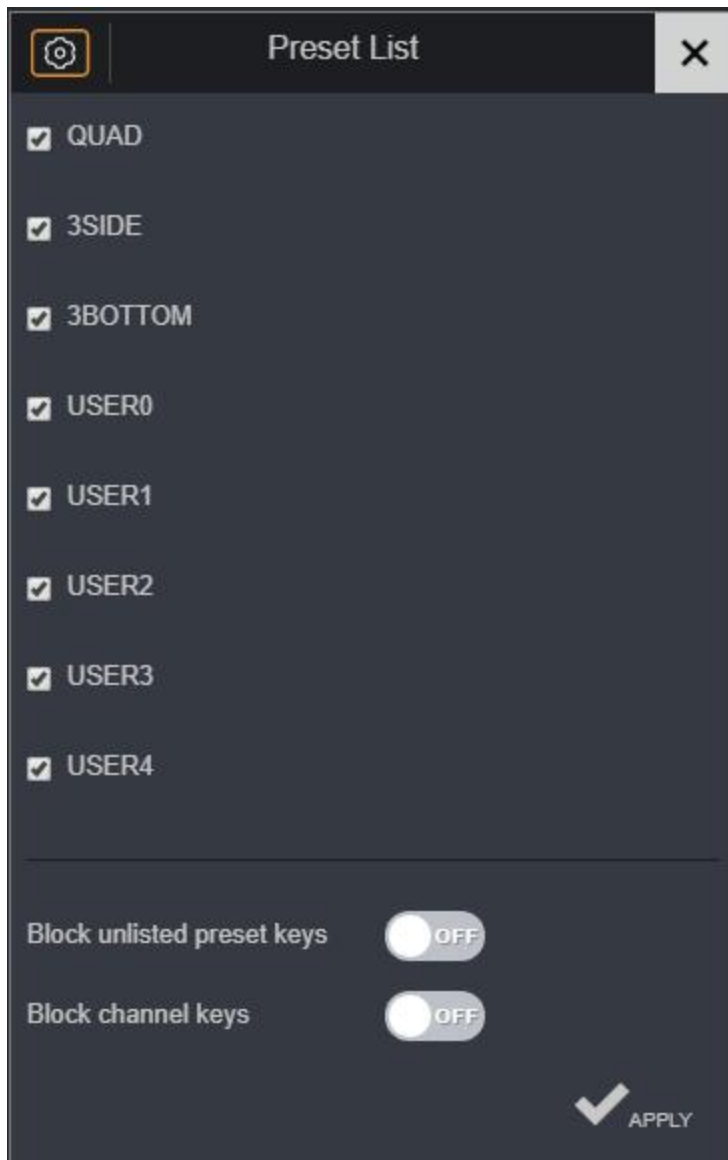 Preset List
QUAD
3SIDE
3BOTTOM
USER0
USER1
USER2
USER3
USER4
Block unlisted preset keys OFF
Block channel keys OFF
APPLY